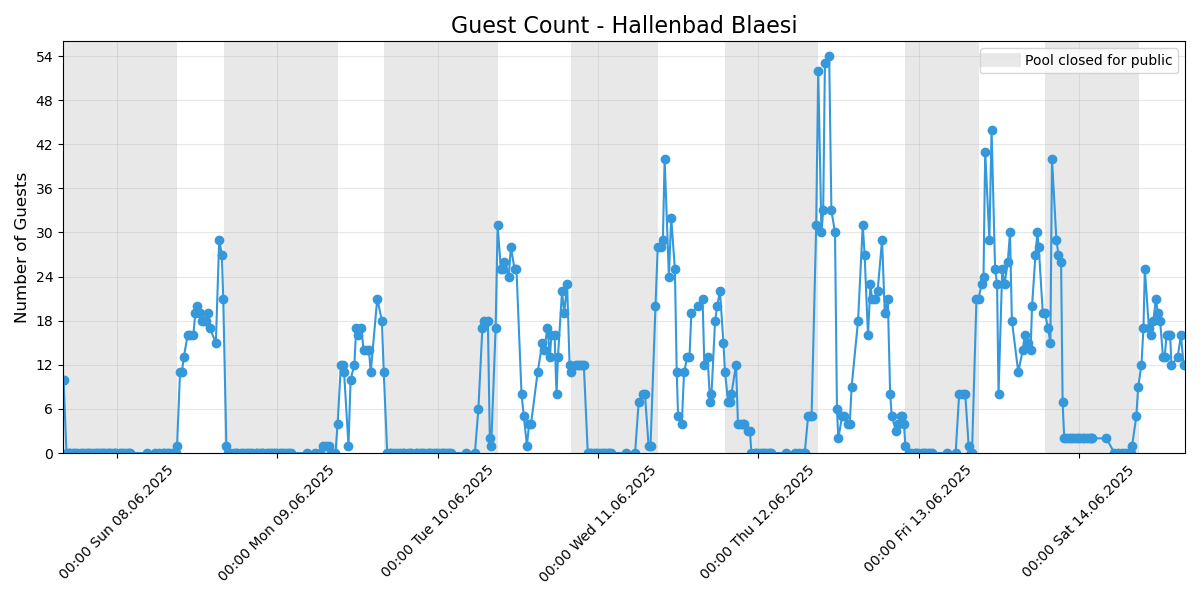 Guest Count - Hallenbad Blaesi
Pool closed for public
Number of Guests
54
48
42
36
30
24
18
12
6
0
00:00 Sun 08.06.2025
00:00 Mon 09.06.2025
00:00 Tue 10.06.2025
00:00 Wed 11.06.2025
00:00 Thu 12.06.2025
00:00 Fri 13.06.2025
00:00 Sat 14.06.2025